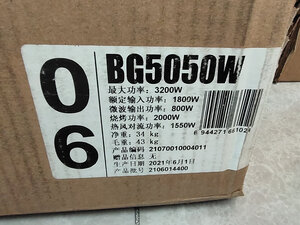 06
BG5050W
最大功率：3200W
额定输入功率：1800W
微波输出功率：800W
烧烤功率：2000W
热风对流功率：1550W
净重：34 kg
毛重：43 kg
产品编码 21070010004011
赠品信息 无
生产日期 2021年6月1日
产品批号 2106014400